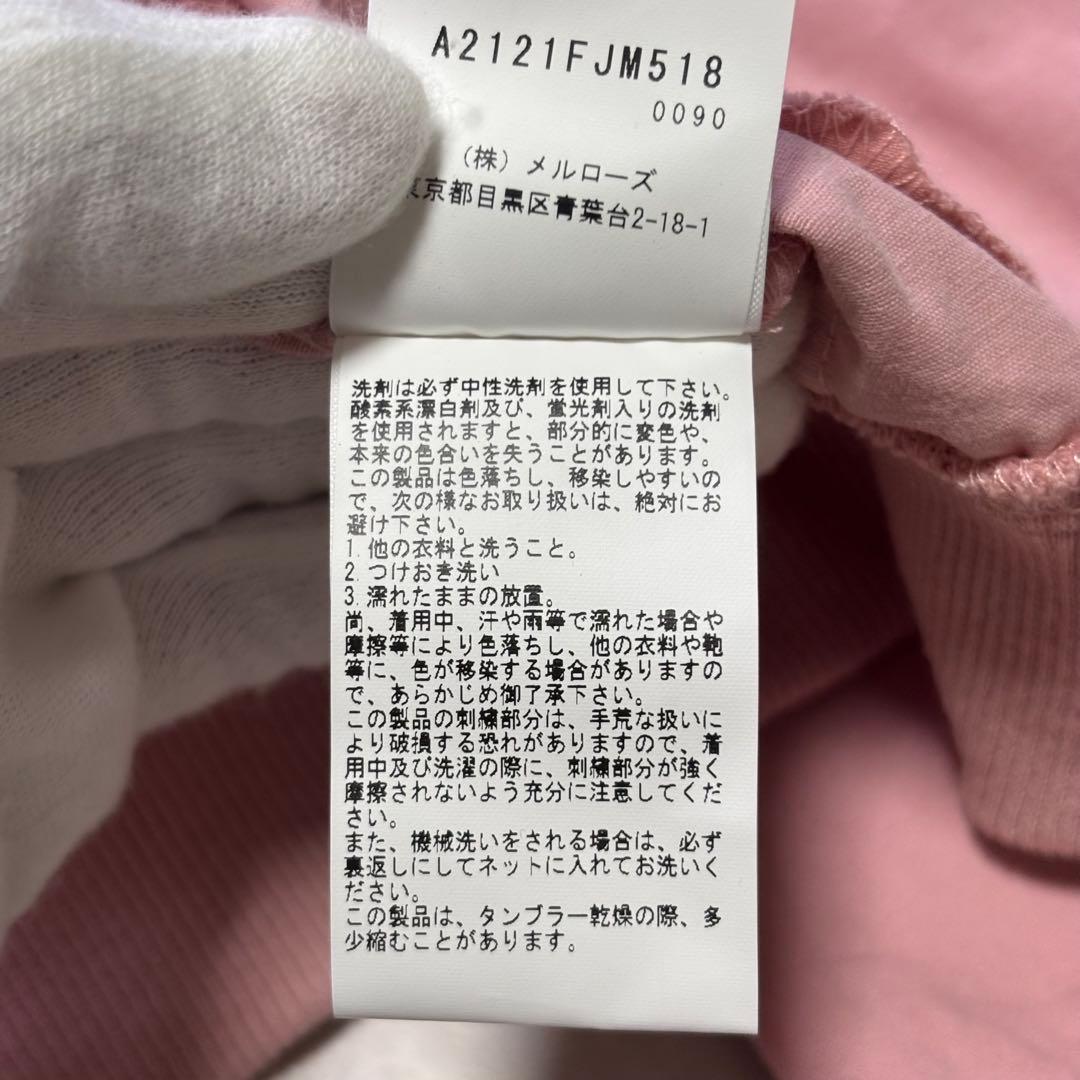 A2121FJM518
0090
(株) メルローズ
東京都目黒区青葉台2-18-1
洗剤は必ず中性洗剤を使用して下さい。
酸素系漂白剤及び、蛍光剤入りの洗剤
を使用されますと、部分的に変色や、
本来の色合いを失うことがあります。
この製品は色落ちし、移染しやすいの
で、次の様なお取り扱いは、絶対にお
避け下さい。
1.他の衣料と洗うこと。
2.つけおき洗い
3.濡れたままの放置。
尚、着用中、汗や雨等で濡れた場合や
摩擦等により色落ちし、他の衣料や鞄
等に、色が移染する場合がありますの
で、あらかじめ御了承下さい。
この製品の刺繍部分は、手荒な扱いに
より破損する恐れがありますので、着
用中及び洗濯の際に、刺繍部分が強く
摩擦されないよう充分に注意してくだ
さい。
また、機械洗いをされる場合は、必ず
裏返しにしてネットに入れてお洗いく
ださい。
この製品は、タンブラー乾燥の際、多
少縮むことがあります。